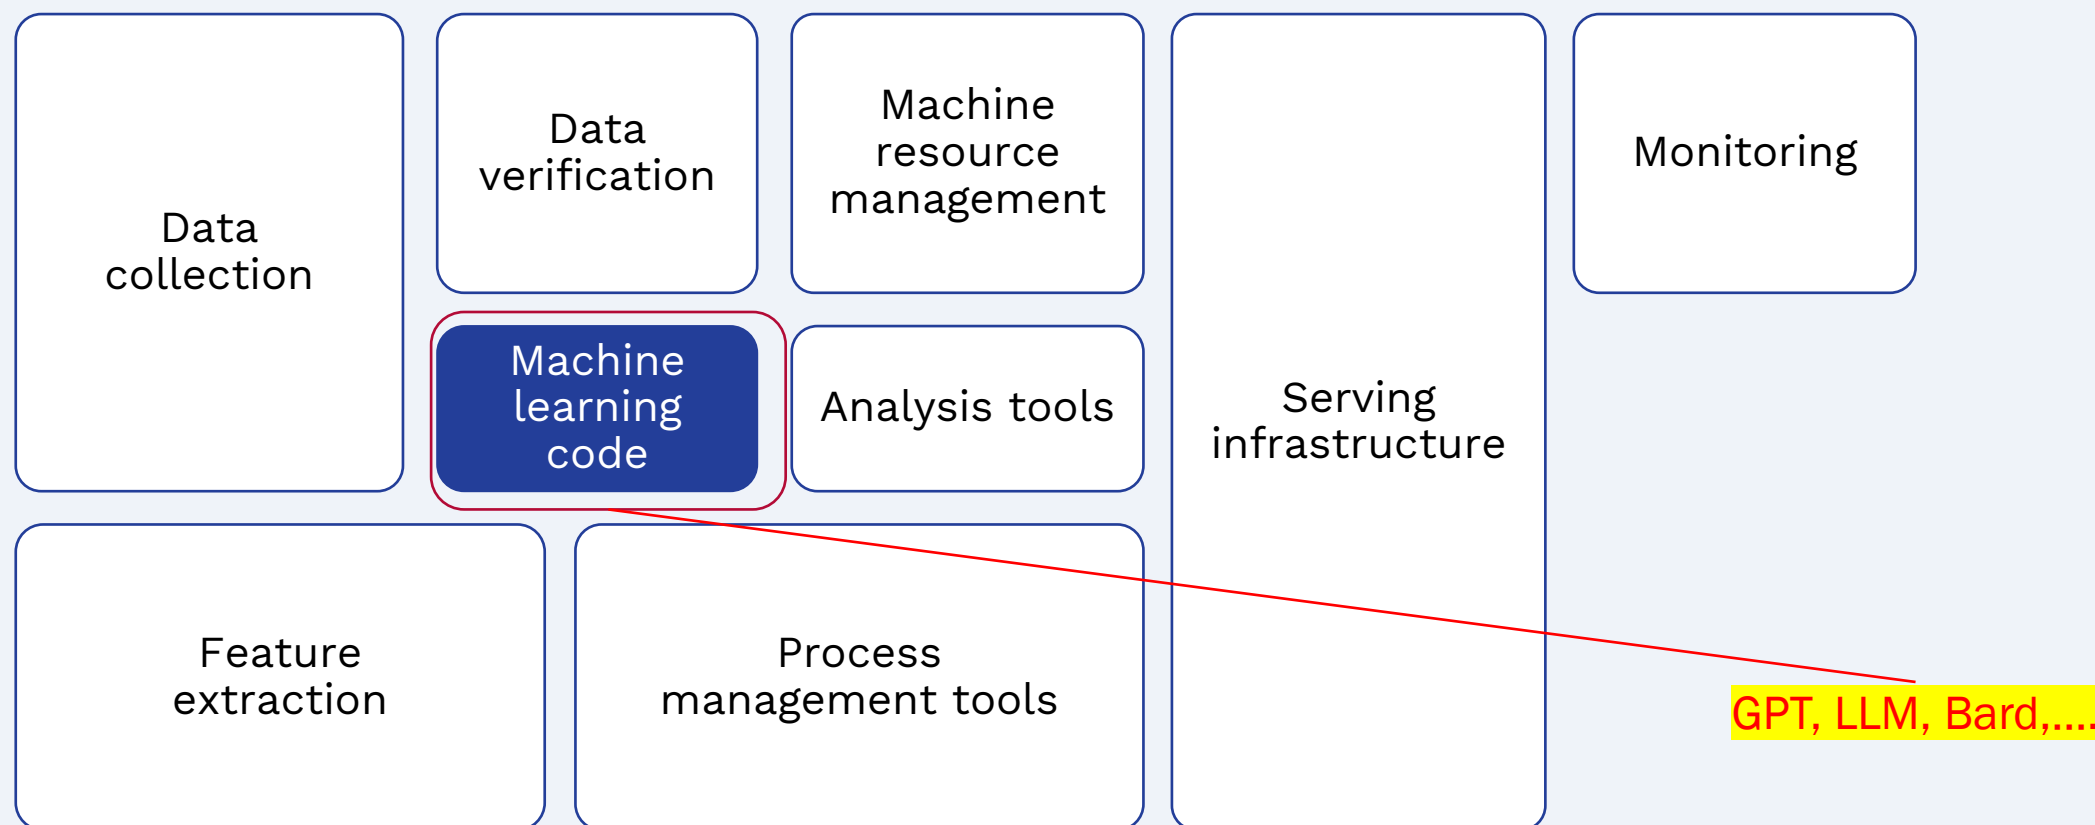 Data
collection
Data
verification
Machine
resource
management
Serving
infrastructure
Monitoring
Machine
learning
code
Analysis tools
Feature
extraction
Process
management tools
GPT, LLM, Bard,....